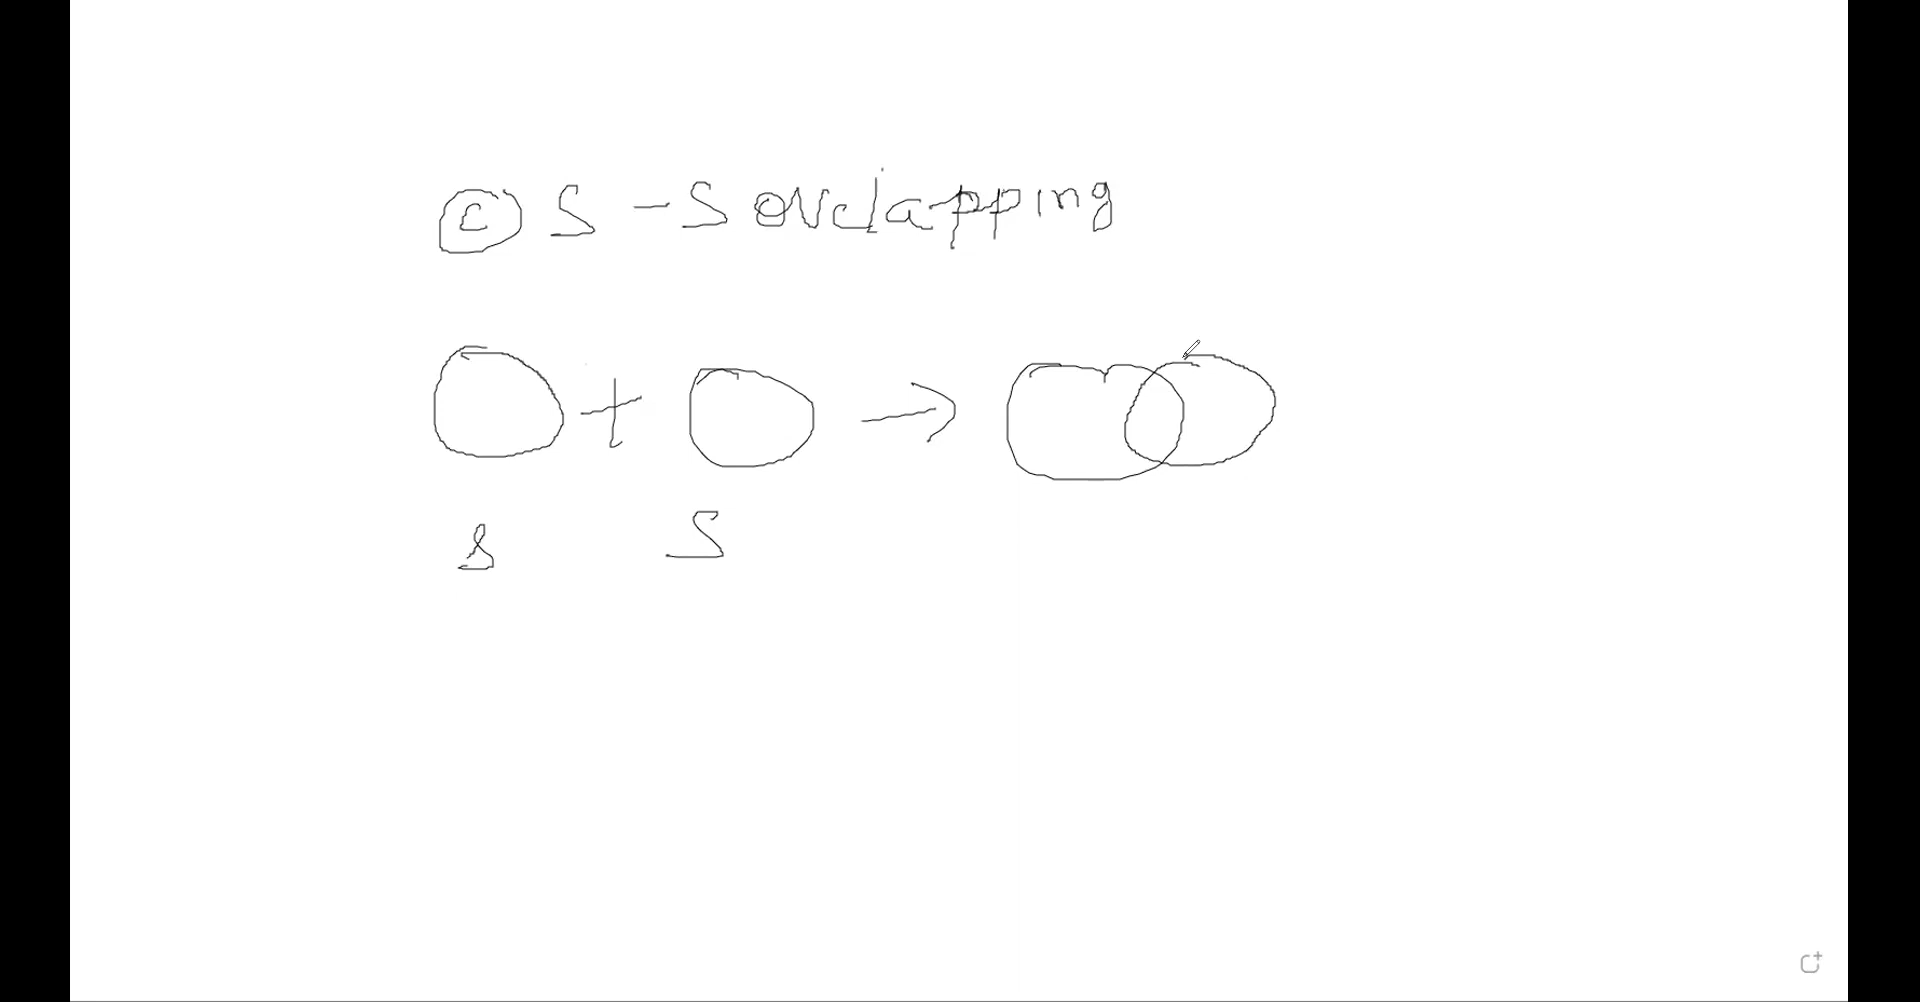 (c) S - S overlapping
+ →
s S